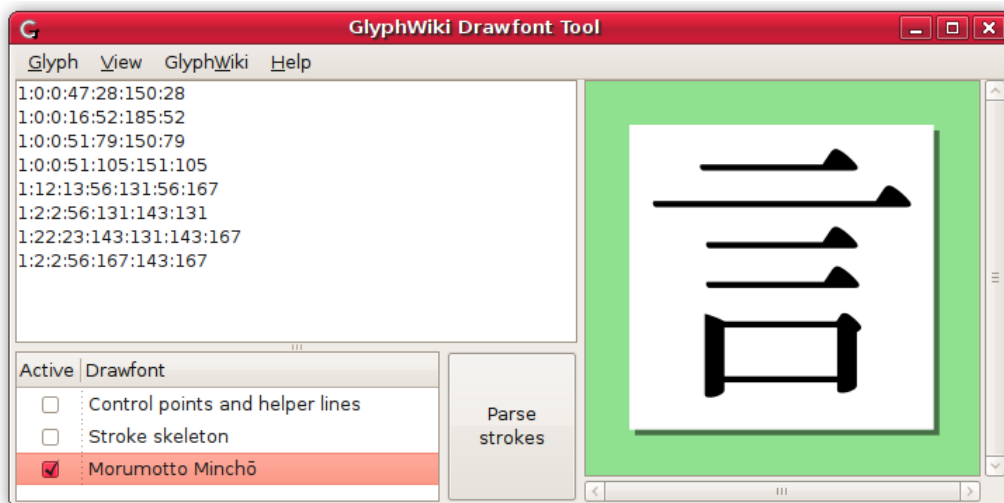 GlyphWiki Drawfont Tool
Glyph View GlyphWiki Help
1:0:0:47:28:150:28
1:0:0:16:52:185:52
1:0:0:51:79:150:79
1:0:0:51:105:151:105
1:12:13:56:131:56:167
1:2:2:56:131:143:131
1:22:23:143:131:143:167
1:2:2:56:167:143:167
言
Active Drawfont
Control points and helper lines
Stroke skeleton
Morumotto Minchō
Parse
strokes